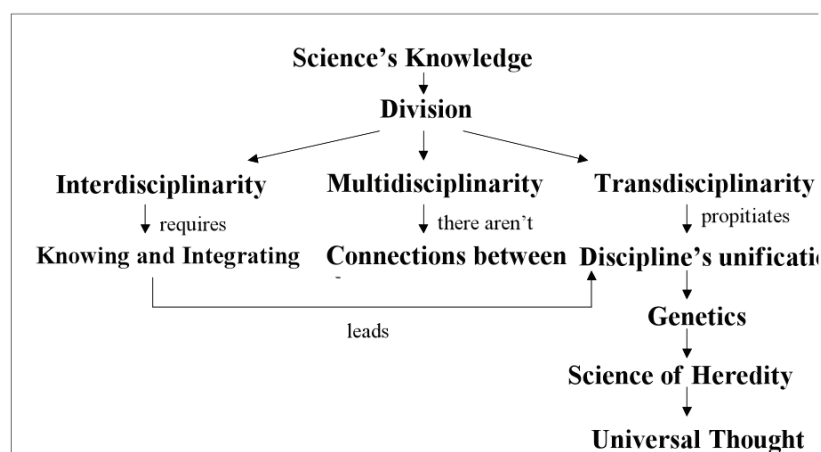 Science's Knowledge
Division
Interdisciplinarity Multidisciplinarity Transdisciplinarity
requires there aren't propitiates
Knowing and Integrating Connections between Discipline's unificati
leads
Genetics
Science of Heredity
Universal Thought